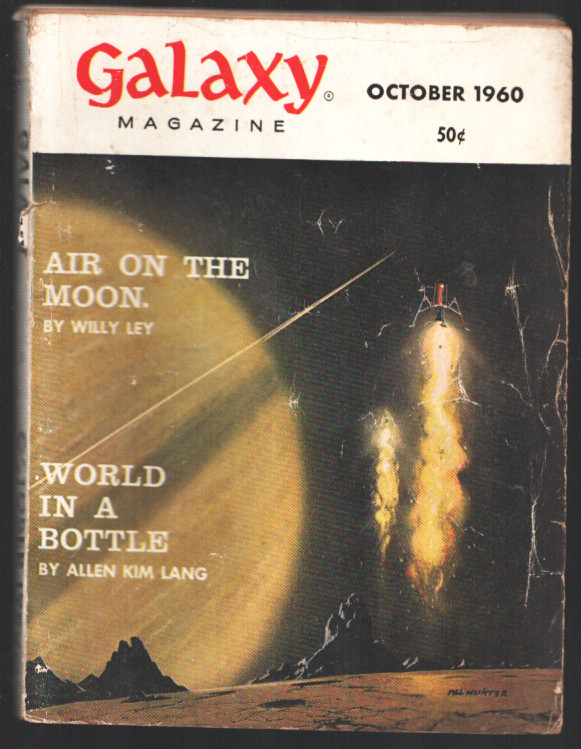 Galaxy®
MAGAZINE
OCTOBER 1960
50¢
AIR ON THE
MOON.
BY WILLY LEY
WORLD
IN A
BOTTLE
BY ALLEN KIM LANG
MEL HUNTER